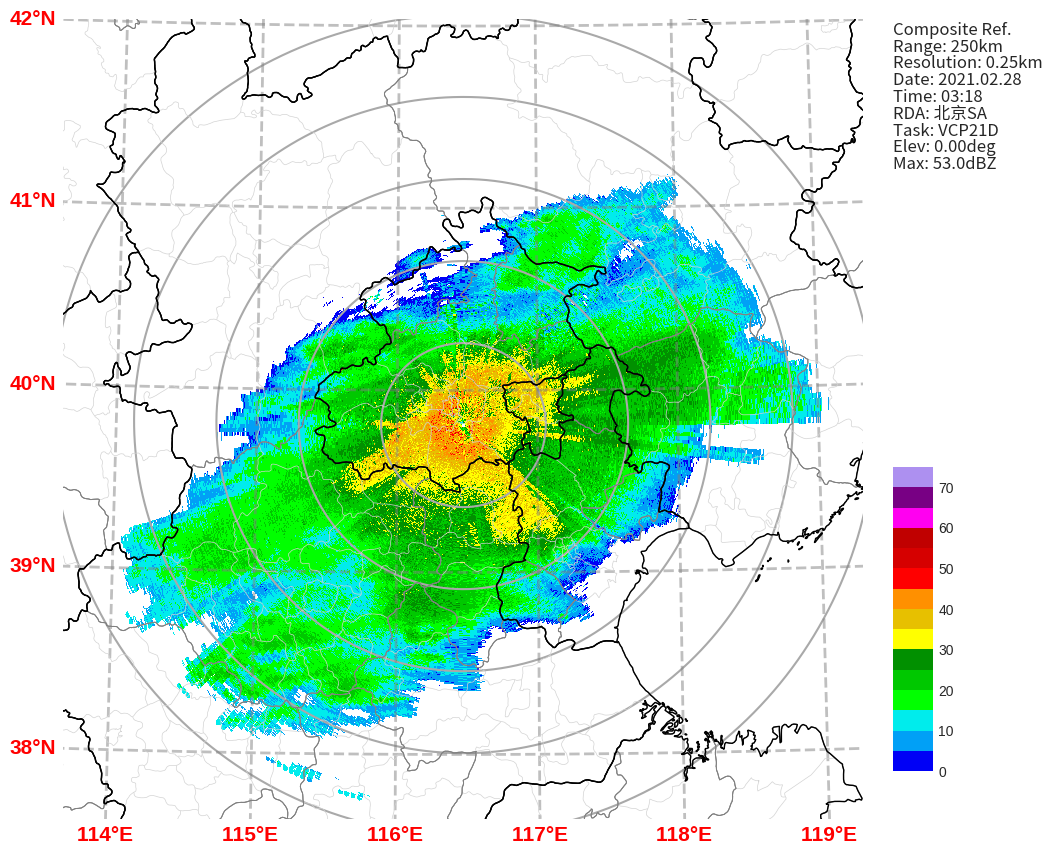 42°N
41°N
40°N
39°N
38°N
114°E
115°E
116°E
117°E
118°E
119°E
Composite Ref.
Range: 250km
Resolution: 0.25km
Date: 2021.02.28
Time: 03:18
RDA: 北京SA
Task: VCP21D
Elev: 0.00deg
Max: 53.0dBZ
70
60
50
40
30
20
10
0